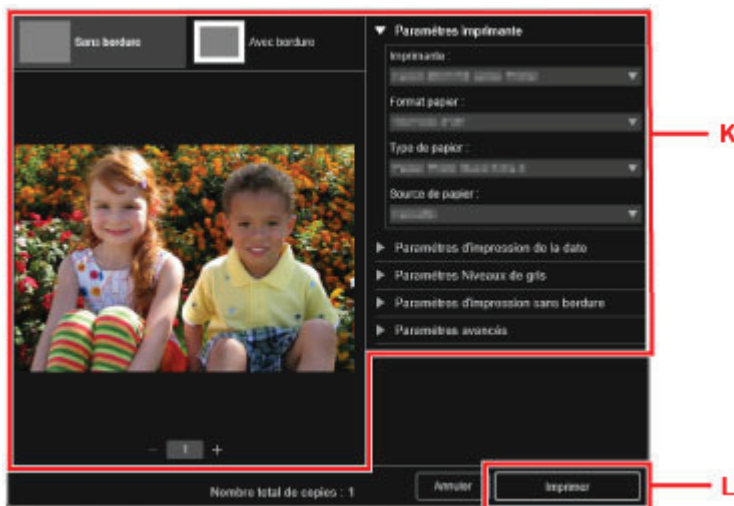 Sans bordure
Avec bordure
Paramètres imprimante
Imprimante :
Format papier :
Type de papier :
Source de papier :
Paramètres d'impression de la date
Paramètres Niveaux de gris
Paramètres d'impression sans bordure
Paramètres avancés
K
- 1 +
Nombre total de copies : 1
Annuler
Imprimer
L